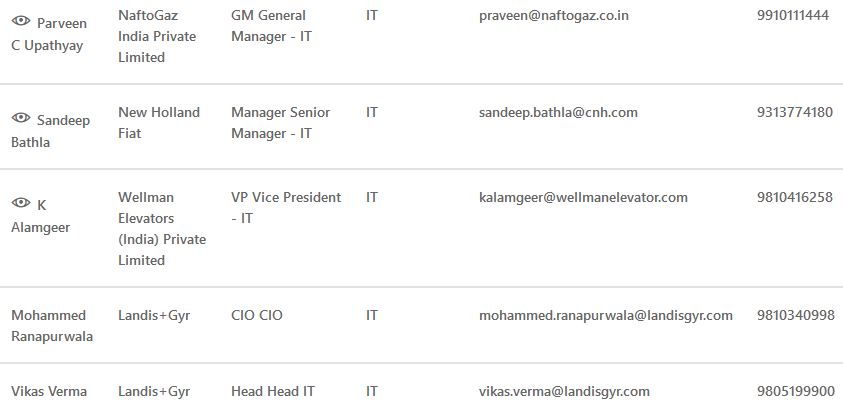 Parveen C Upathyay NaftoGaz India Private Limited GM General Manager - IT IT praveen@naftogaz.co.in 9910111444
Sandeep Bathla New Holland Fiat Manager Senior Manager - IT IT sandeep.bathla@cnh.com 9313774180
K Alamgeer Wellman Elevators (India) Private Limited VP Vice President - IT IT kalamgeer@wellmanelevator.com 9810416258
Mohammed Ranapurwala Landis+Gyr CIO CIO IT mohammed.ranapurwala@landisgyr.com 9810340998
Vikas Verma Landis+Gyr Head Head IT IT vikas.verma@landisgyr.com 9805199900